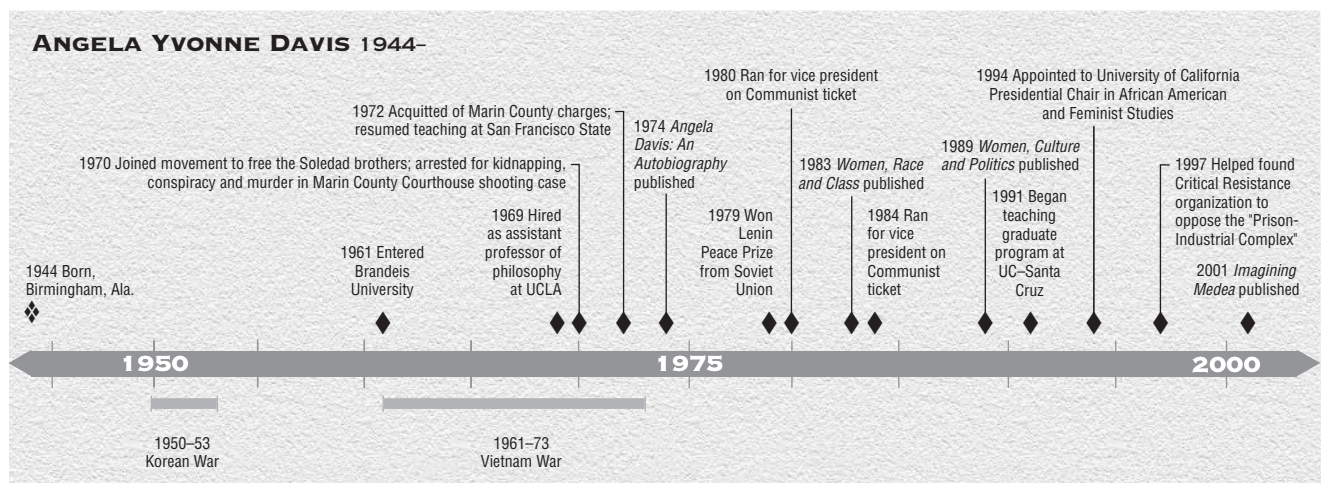 ANGELA YVONNE DAVIS 1944–
1944 Born,
Birmingham, Ala.
1961 Entered
Brandeis
University
1969 Hired
as assistant
professor of
philosophy
at UCLA
1970 Joined movement to free the Soledad brothers; arrested for kidnapping,
conspiracy and murder in Marin County Courthouse shooting case
1972 Acquitted of Marin County charges;
resumed teaching at San Francisco State
1974 Angela
Davis: An
Autobiography
published
1979 Won
Lenin
Peace Prize
from Soviet
Union
1980 Ran for vice president
on Communist ticket
1983 Women, Race
and Class published
1984 Ran
for vice
president on
Communist
ticket
1989 Women, Culture
and Politics published
1991 Began
teaching
graduate
program at
UC–Santa
Cruz
1994 Appointed to University of California
Presidential Chair in African American
and Feminist Studies
1997 Helped found
Critical Resistance
organization to
oppose the "Prison-
Industrial Complex"
2001 Imagining
Medea published
1950
1975
2000
1950–53
Korean War
1961–73
Vietnam War